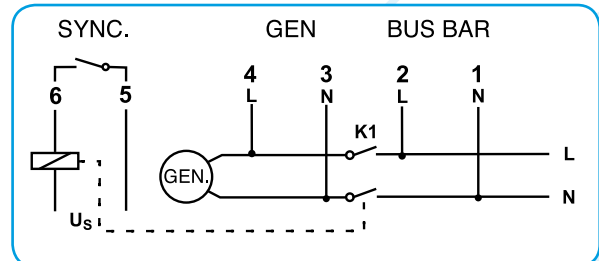 SYNC. GEN BUS BAR
6 5 4 3 2 1
L N L N
K1
L
GEN.
N
Us